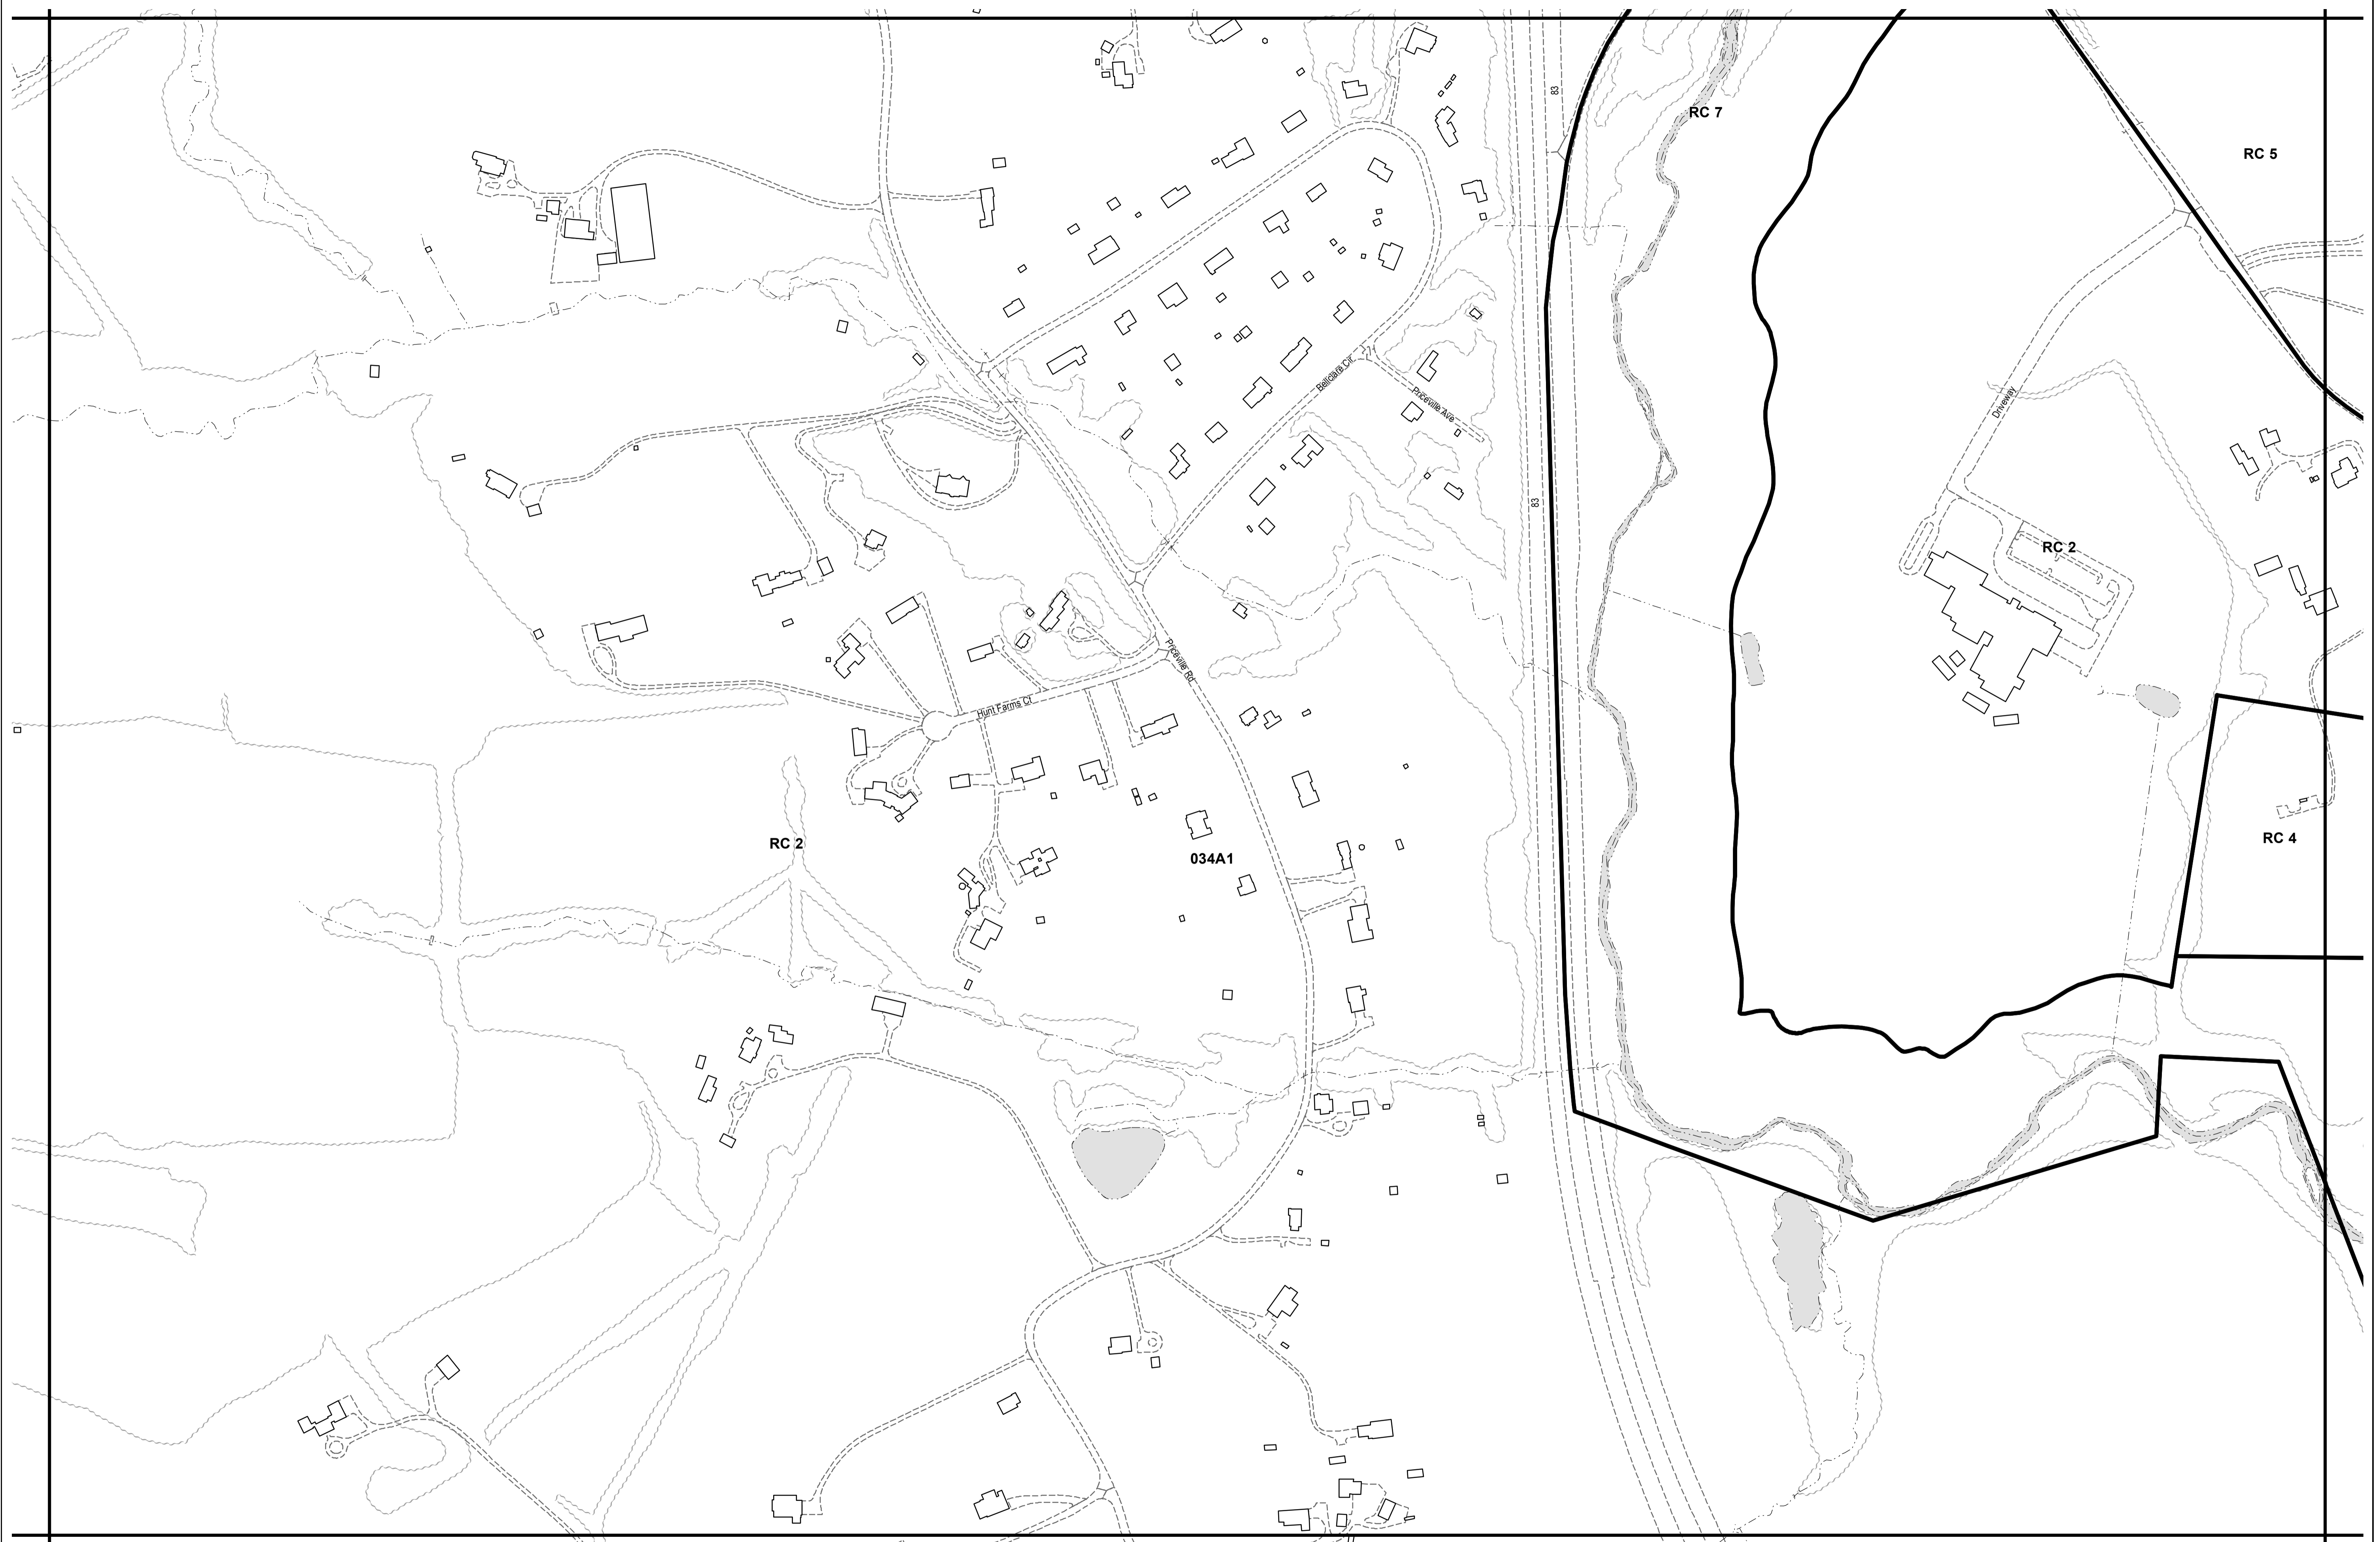 83
RC 7
RC 5
Bellclare Cir
Priceville Ave
Driveway
83
RC 2
Priceville Rd
Hunt Farms Ct
RC 4
RC 2
034A1